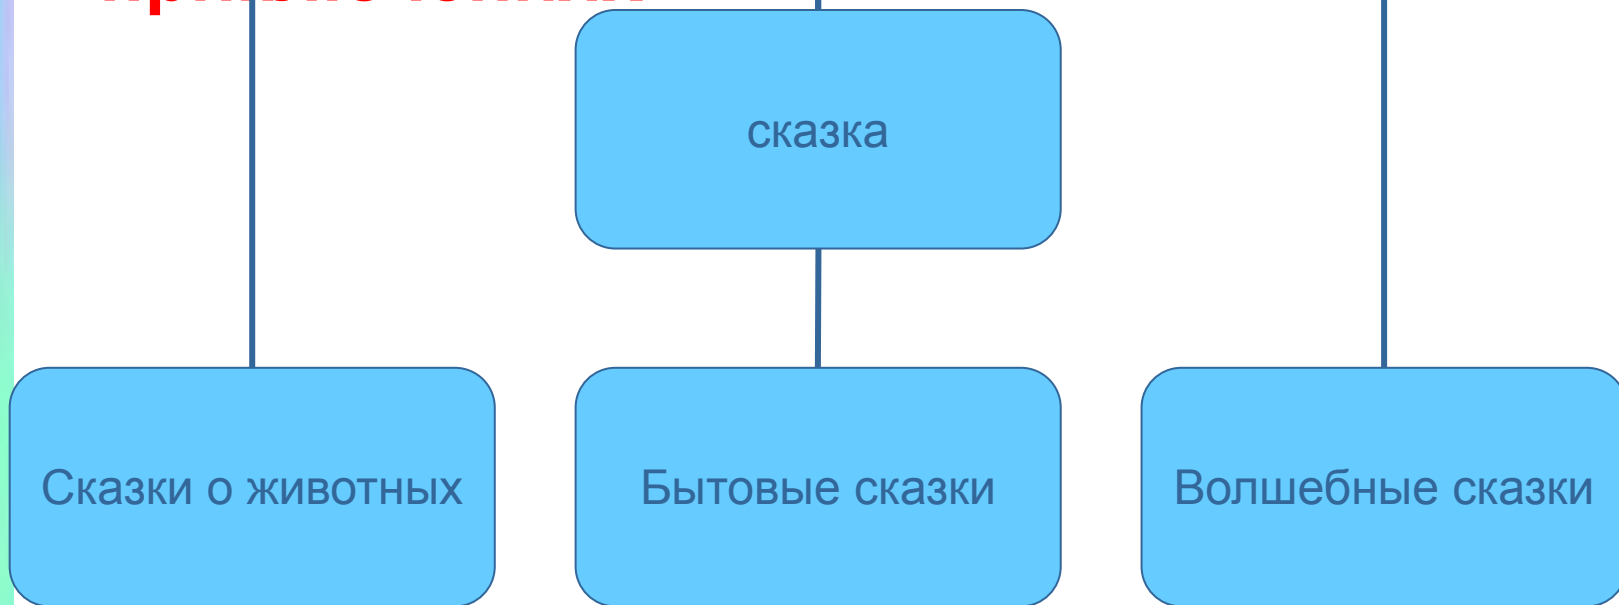 сказка
Сказки о животных
Бытовые сказки
Волшебные сказки